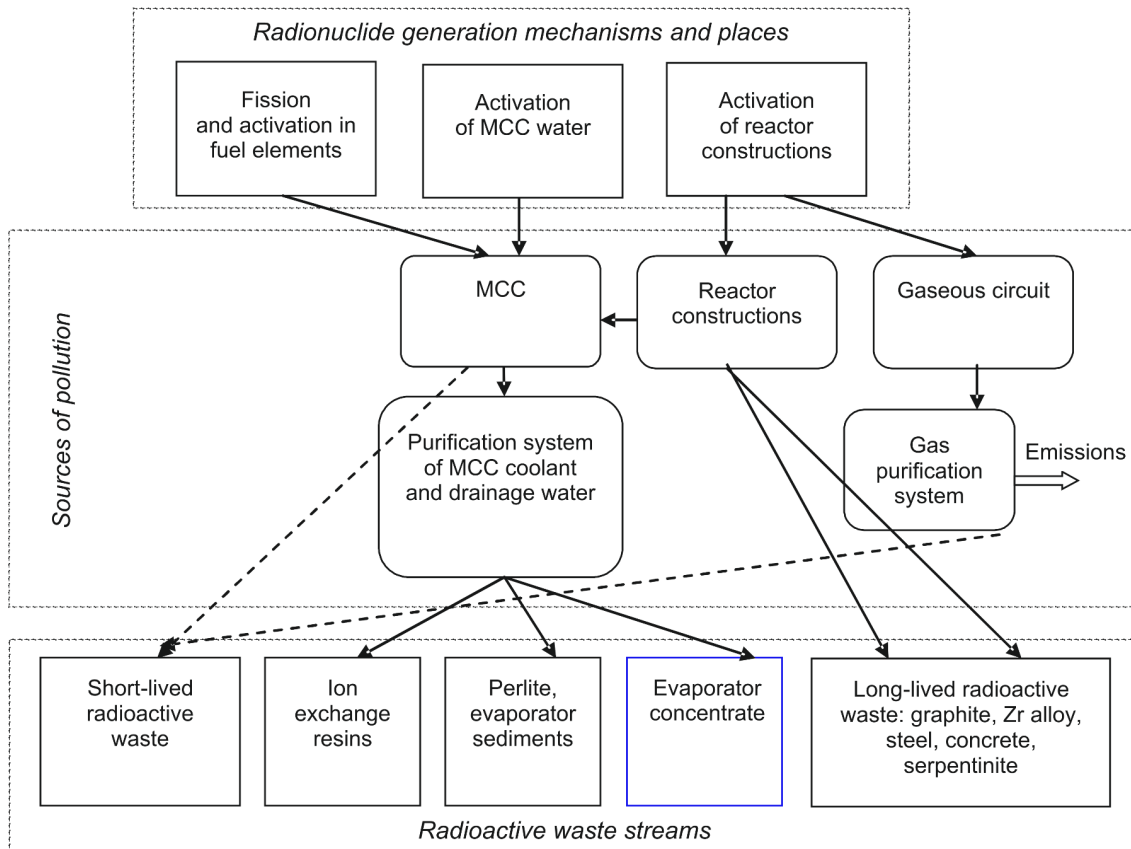 Radionuclide generation mechanisms and places
Fission
and activation in
fuel elements
Activation
of MCC water
Activation
of reactor
constructions
Sources of pollution
MCC
Reactor
constructions
Gaseous circuit
Purification system
of MCC coolant
and drainage water
Gas
purification
system
Emissions
Short-lived
radioactive
waste
Ion
exchange
resins
Perlite,
evaporator
sediments
Evaporator
concentrate
Long-lived radioactive
waste: graphite, Zr alloy,
steel, concrete,
serpentinite
Radioactive waste streams